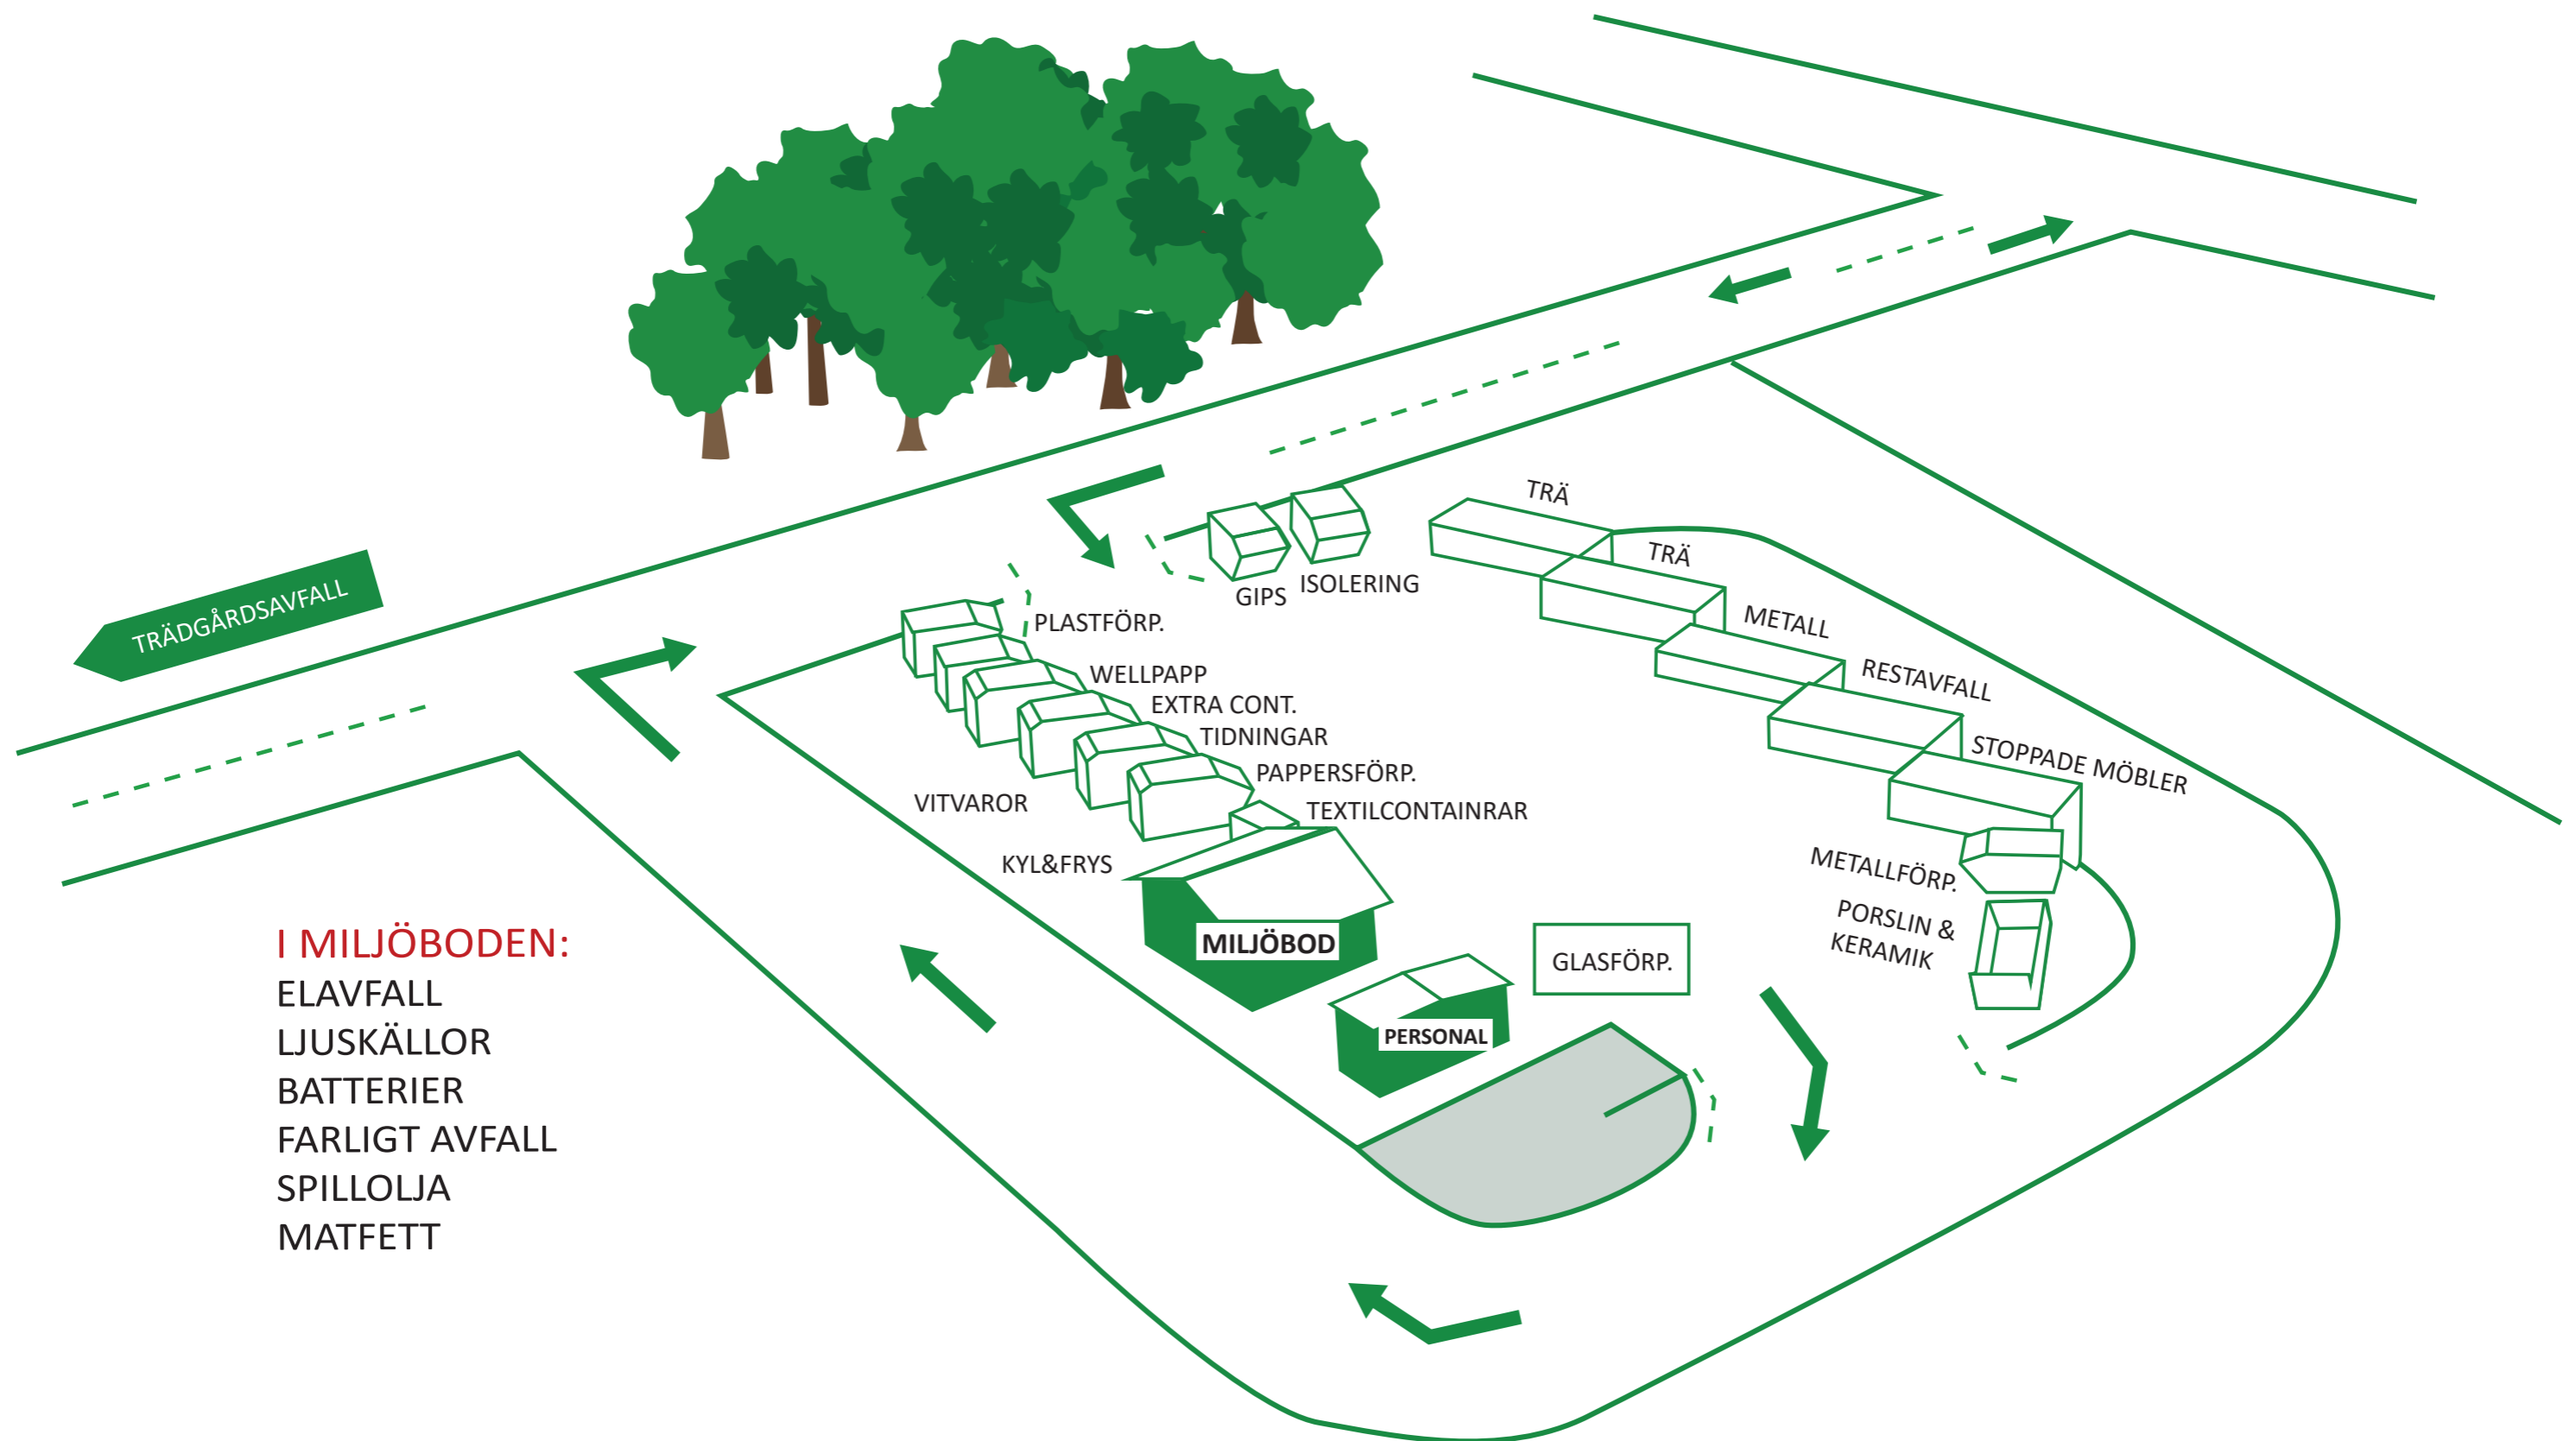 TRÄ
TRÄ
GIPS
ISOLERING
TRÄDGÅRDSAVFALL
PLASTFÖRP.
METALL
WELLPAPP
RESTAVFALL
EXTRA CONT.
TIDNINGAR
STOPPADE MÖBLER
PAPPERSFÖRP.
VITVAROR
TEXTILCONTAINRAR
KYL&FRYS
METALLFÖRP.
PORSLIN &
KERAMIK
MILJÖBOD
GLASFÖRP.
PERSONAL
I MILJÖBODEN:
ELAVFALL
LJUSKÄLLOR
BATTERIER
FARLIGT AVFALL
SPILLOLJA
MATFETT